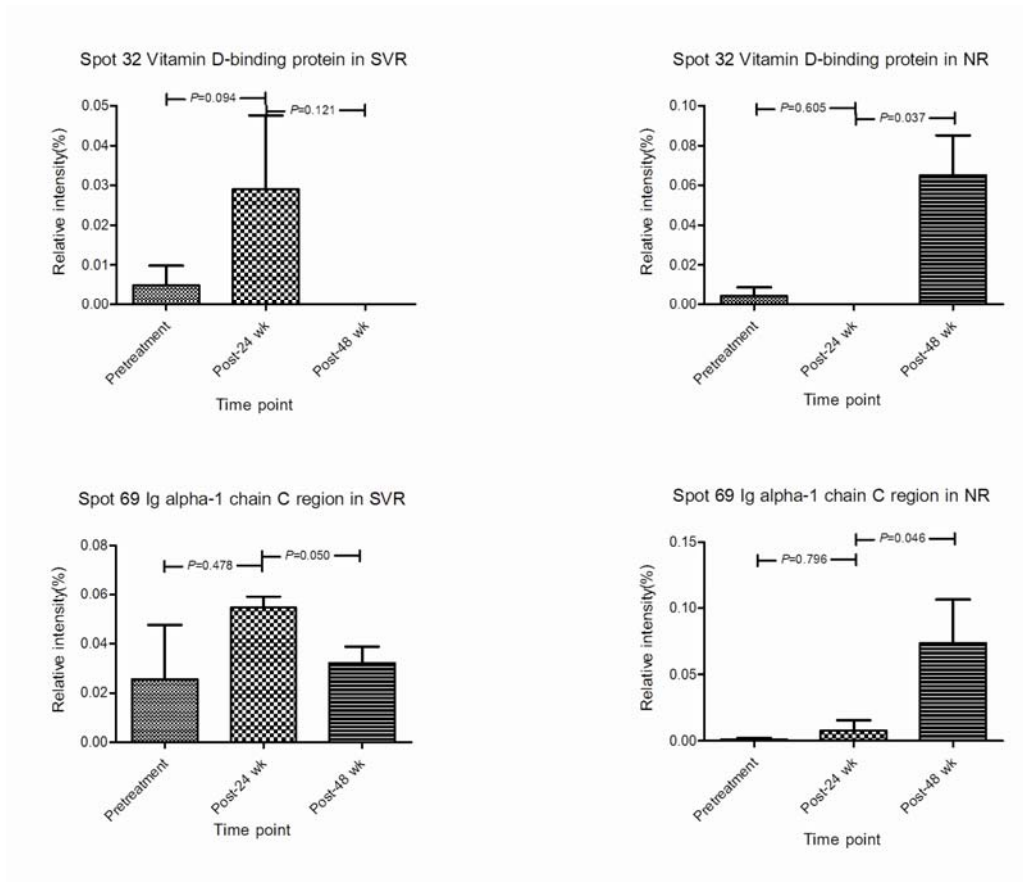 Spot 32 Vitamin D-binding protein in SVR
P=0.094
P=0.121
0.05
0.04
0.03
0.02
0.01
0.00
Relative intensity(%)
Pretreatment
Post-24 wk
Post-48 wk
Time point
Spot 32 Vitamin D-binding protein in NR
P=0.605
P=0.037
0.10
0.08
0.06
0.04
0.02
0.00
Relative intensity(%)
Pretreatment
Post-24 wk
Post-48 wk
Time point
Spot 69 Ig alpha-1 chain C region in SVR
P=0.478
P=0.050
0.08
0.06
0.04
0.02
0.00
Relative intensity(%)
Pretreatment
Post-24 wk
Post-48 wk
Time point
Spot 69 Ig alpha-1 chain C region in NR
P=0.796
P=0.046
0.15
0.10
0.05
0.00
Relative intensity(%)
Pretreatment
Post-24 wk
Post-48 wk
Time point